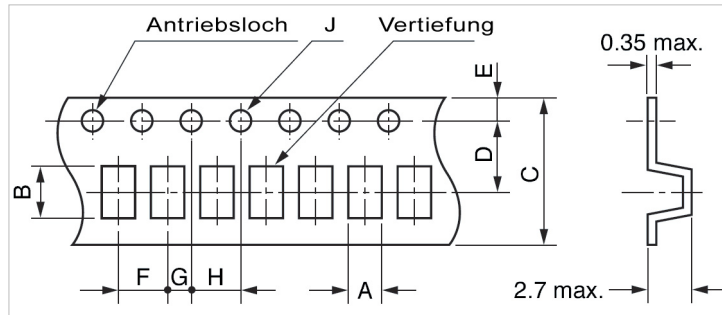 Antriebsloch J Vertiefung
0.35 max.
E
D
C
B
F G H A
2.7 max.